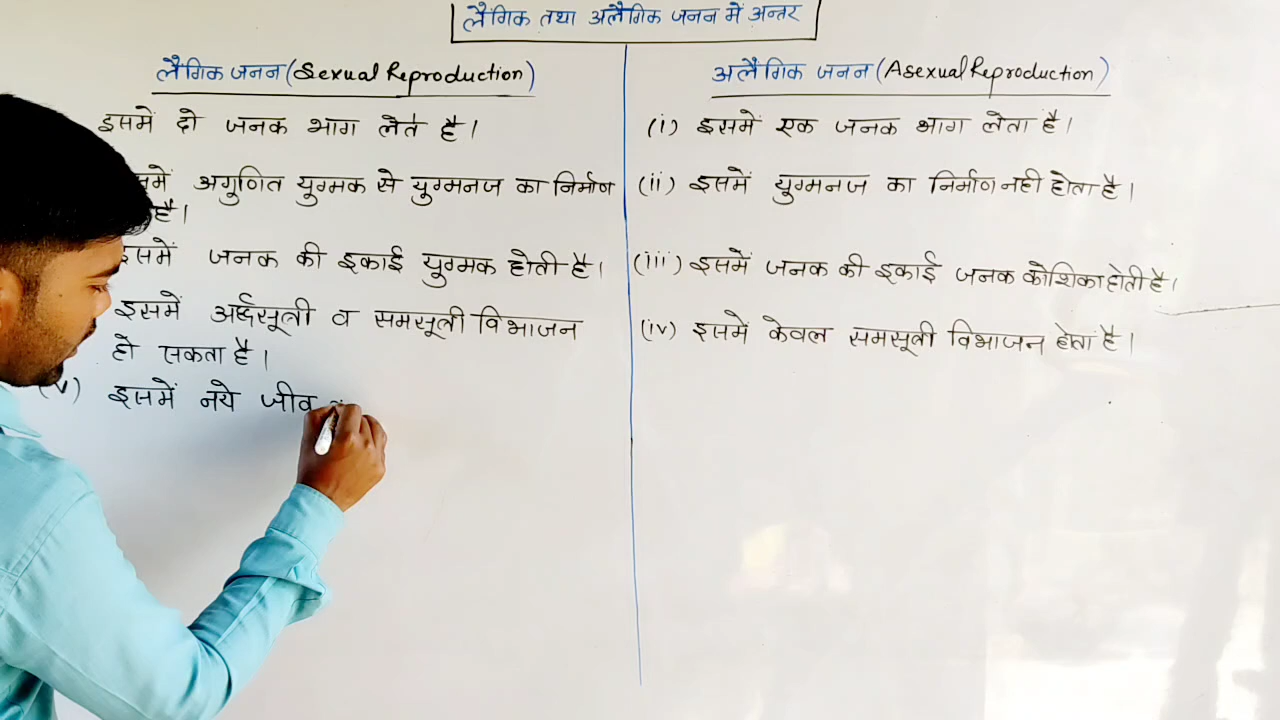 लैंगिक तथा अलैंगिक जनन में अन्तर
लैंगिक जनन (Sexual Reproduction)
इसमें दो जनक भाग लेते है।
अगुणित युग्मक से युग्मनज का निर्माण
है।
इसमें जनक की इकाई युग्मक होती है।
इसमें अर्द्धसूत्री व समसूत्री विभाजन
हो सकता है।
(v) इसमें नये जीव
अलैंगिक जनन (Asexual Reproduction)
(i) इसमें एक जनक भाग लेता है।
(ii) इसमें युग्मनज का निर्माण नही होता है।
(iii) इसमें जनक की इकाई जनक कोशिका होती है।
(iv) इसमें केवल समसूत्री विभाजन होता है।